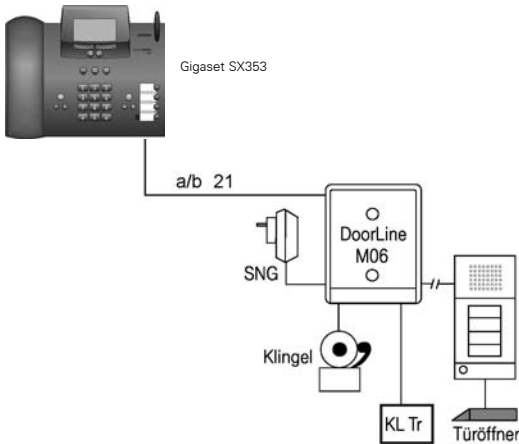 Gigaset SX353
a/b 21
DoorLine
M06
SNG
Klingel
KL Tr
Türöffner